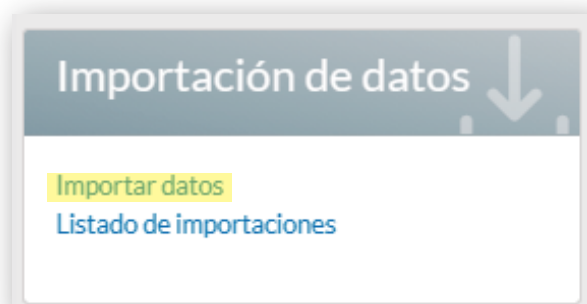 Importación de datos
Importar datos
Listado de importaciones